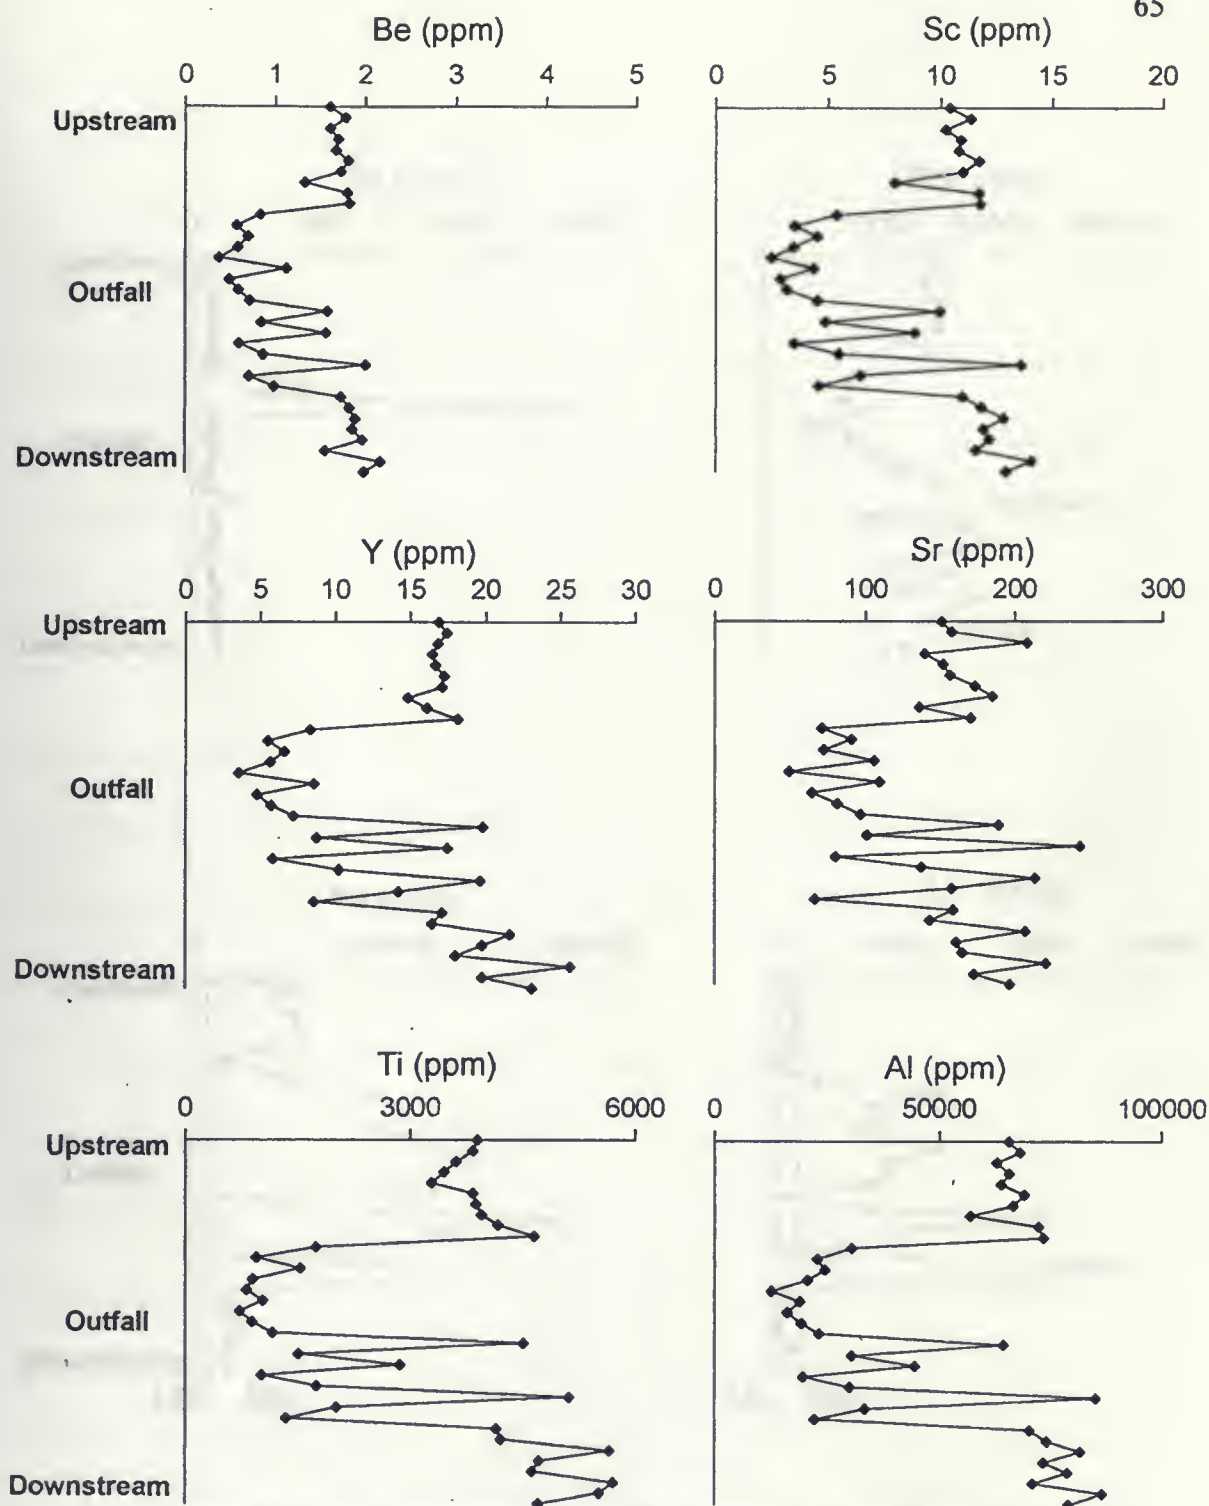 65
Be (ppm)
0 1 2 3 4 5
Upstream
Outfall
Downstream
Sc (ppm)
0 5 10 15 20
Y (ppm)
0 5 10 15 20 25 30
Upstream
Outfall
Downstream
Sr (ppm)
0 100 200 300
Ti (ppm)
0 3000 6000
Upstream
Outfall
Downstream
Al (ppm)
0 50000 100000